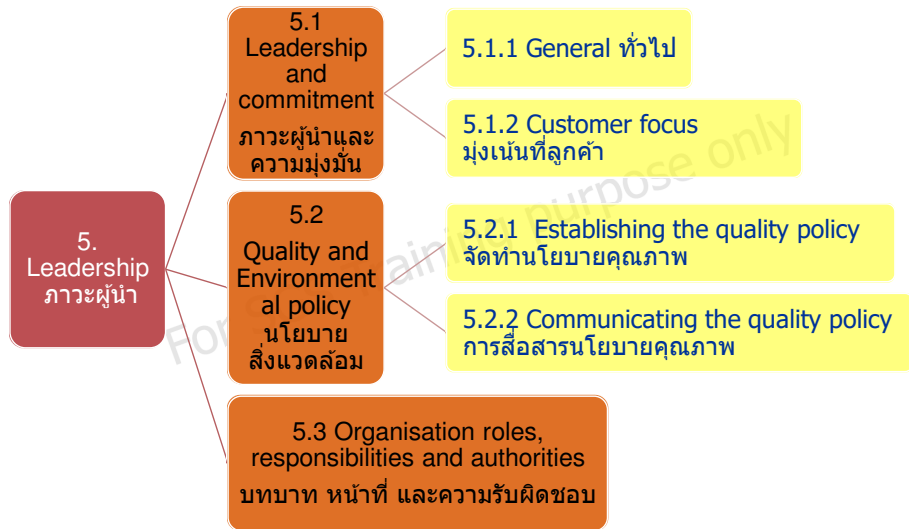 5.
Leadership
ภาวะผู้นำ
5.1
Leadership
and
commitment
ภาวะผู้นำและ
ความมุ่งมั่น
5.1.1 General ทั่วไป
5.1.2 Customer focus
มุ่งเน้นที่ลูกค้า
5.2
Quality and
Environment
al policy
นโยบาย
สิ่งแวดล้อม
5.2.1 Establishing the quality policy
จัดทำนโยบายคุณภาพ
5.2.2 Communicating the quality policy
การสื่อสารนโยบายคุณภาพ
5.3 Organisation roles,
responsibilities and authorities
บทบาท หน้าที่ และความรับผิดชอบ